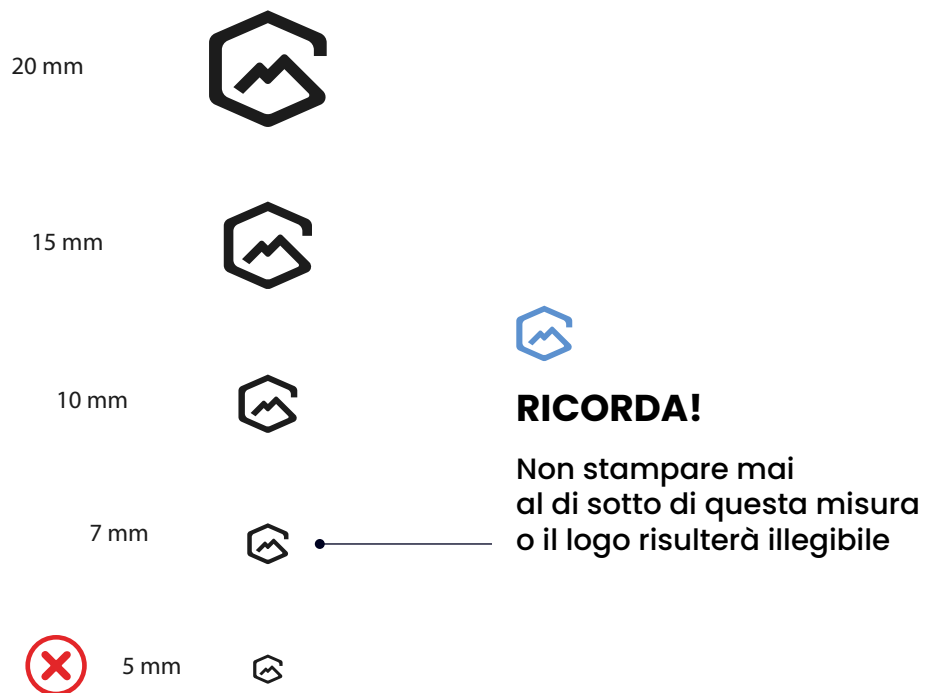 20 mm
15 mm
10 mm
RICORDA!
Non stampare mai
al di sotto di questa misura
o il logo risulterà illegibile
7 mm
5 mm